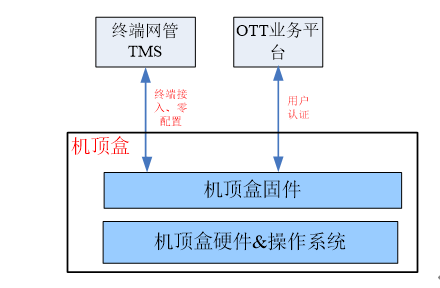 终端网管
TMS
OTT业务平
台
终端接
入、零
配置
用户
认证
机顶盒
机顶盒固件
机顶盒硬件&操作系统